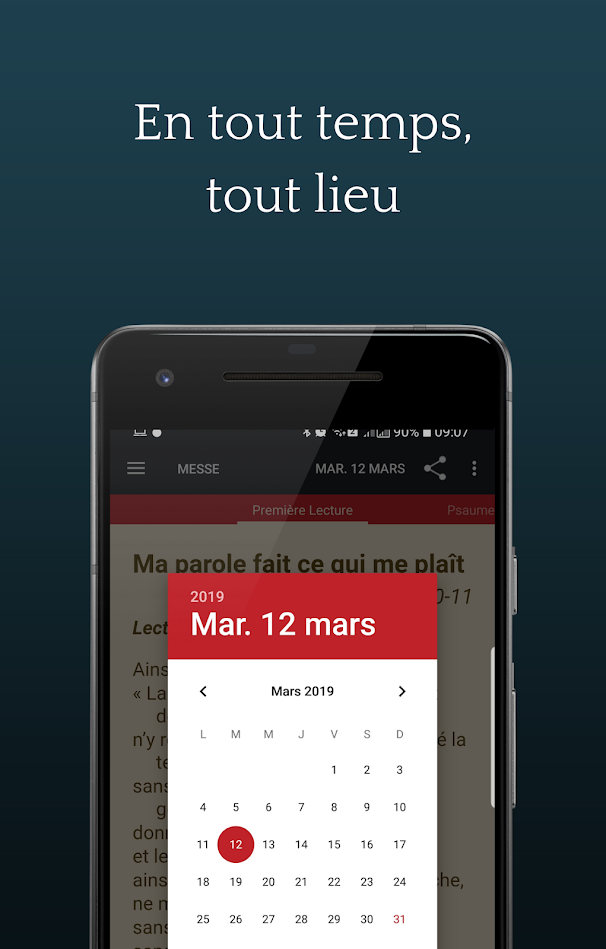 En tout temps,
tout lieu
90% 09:07
MESSE MAR. 12 MARS
Première Lecture Psaume
Ma parole fait ce qui me plaît
0-11
2019
Mar. 12 mars
Lect
Ains
« La
Mars 2019
n'y r é la
L M M J V S D
sans
1 2 3
4 5 6 7 8 9 10
donn
11 12 13 14 15 16 17
et le
ains che,
18 19 20 21 22 23 24
ne m
25 26 27 28 29 30 31
sans